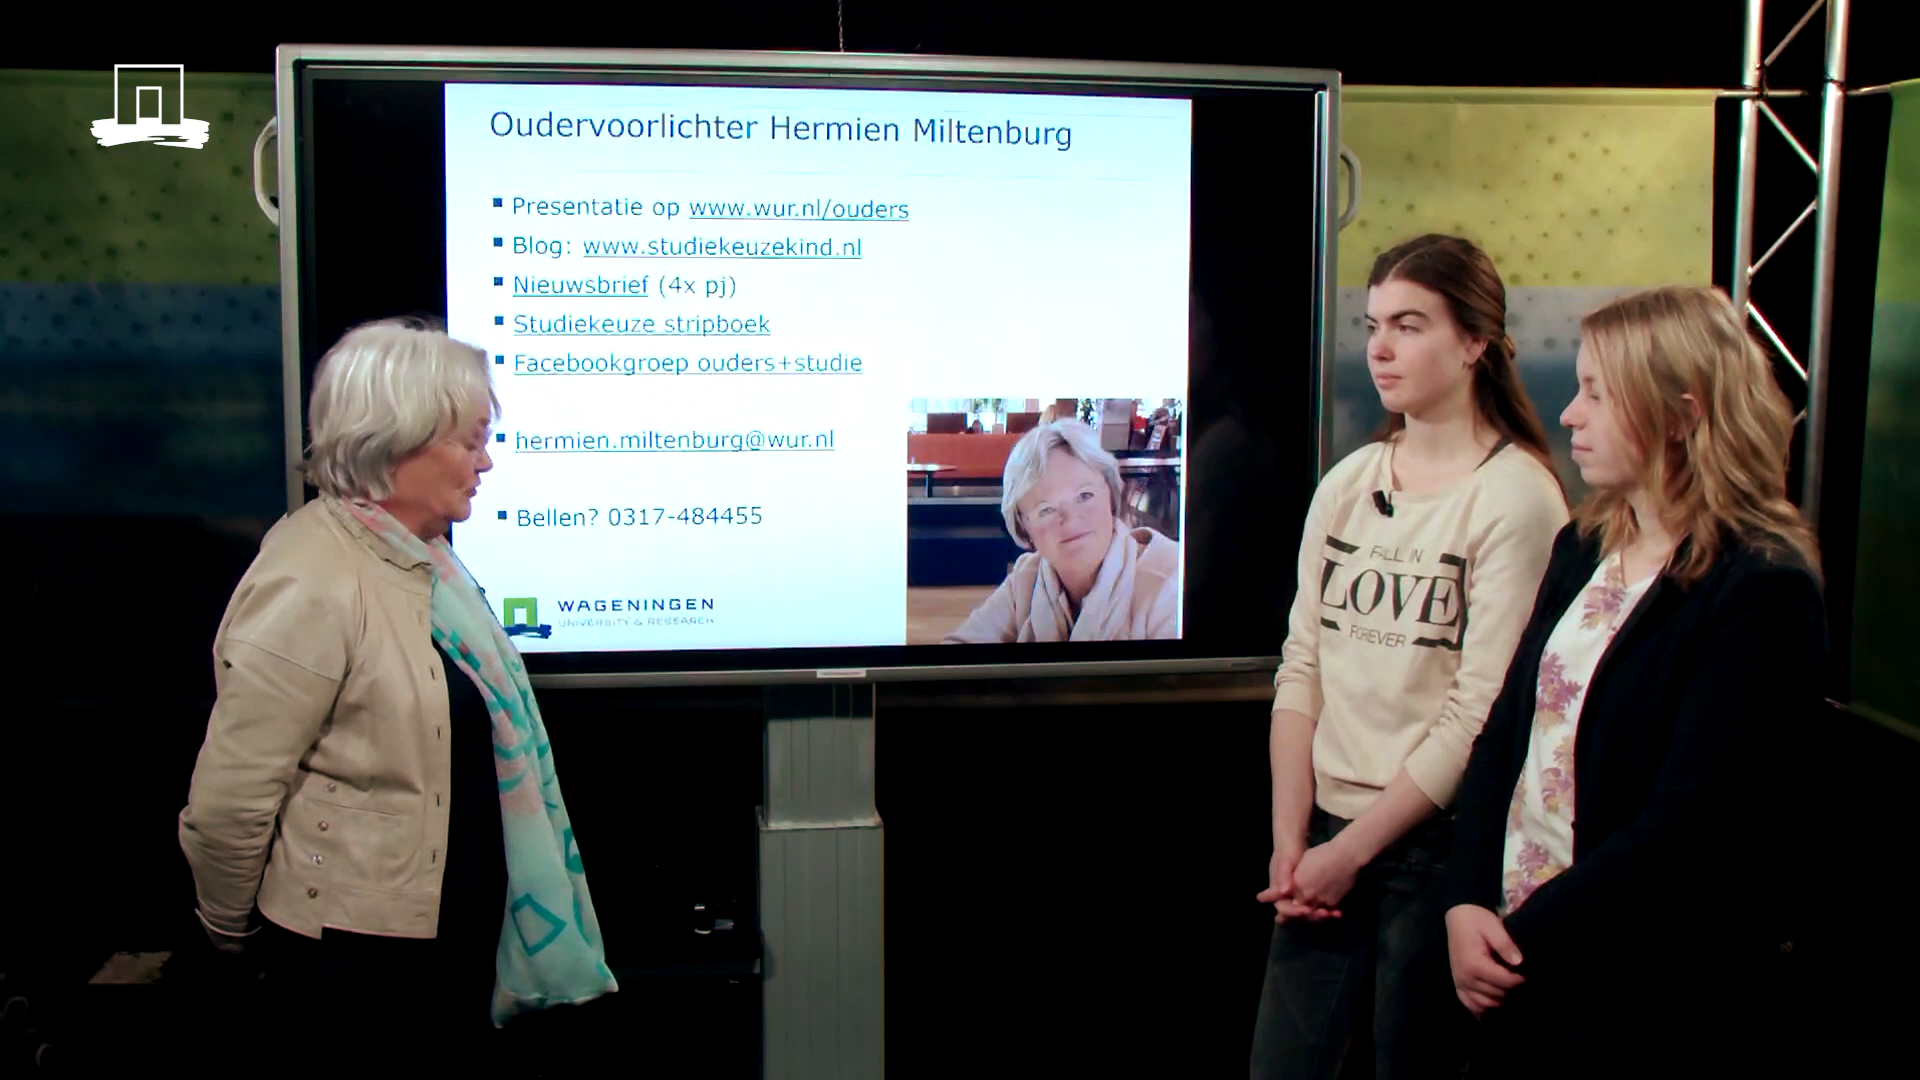 Oudervoorlichter Hermien Miltenburg
Presentatie op www.wur.nl/ouders
Blog: www.studiekeuzekind.nl
Nieuwsbrief (4x pj)
Studiekeuze stripboek
Facebookgroep ouders+studie
hermien.miltenburg@wur.nl
Bellen? 0317-484455
WAGENINGEN
UNIVERSITY & RESEARCH
FALL IN
LOVE
FOREVER